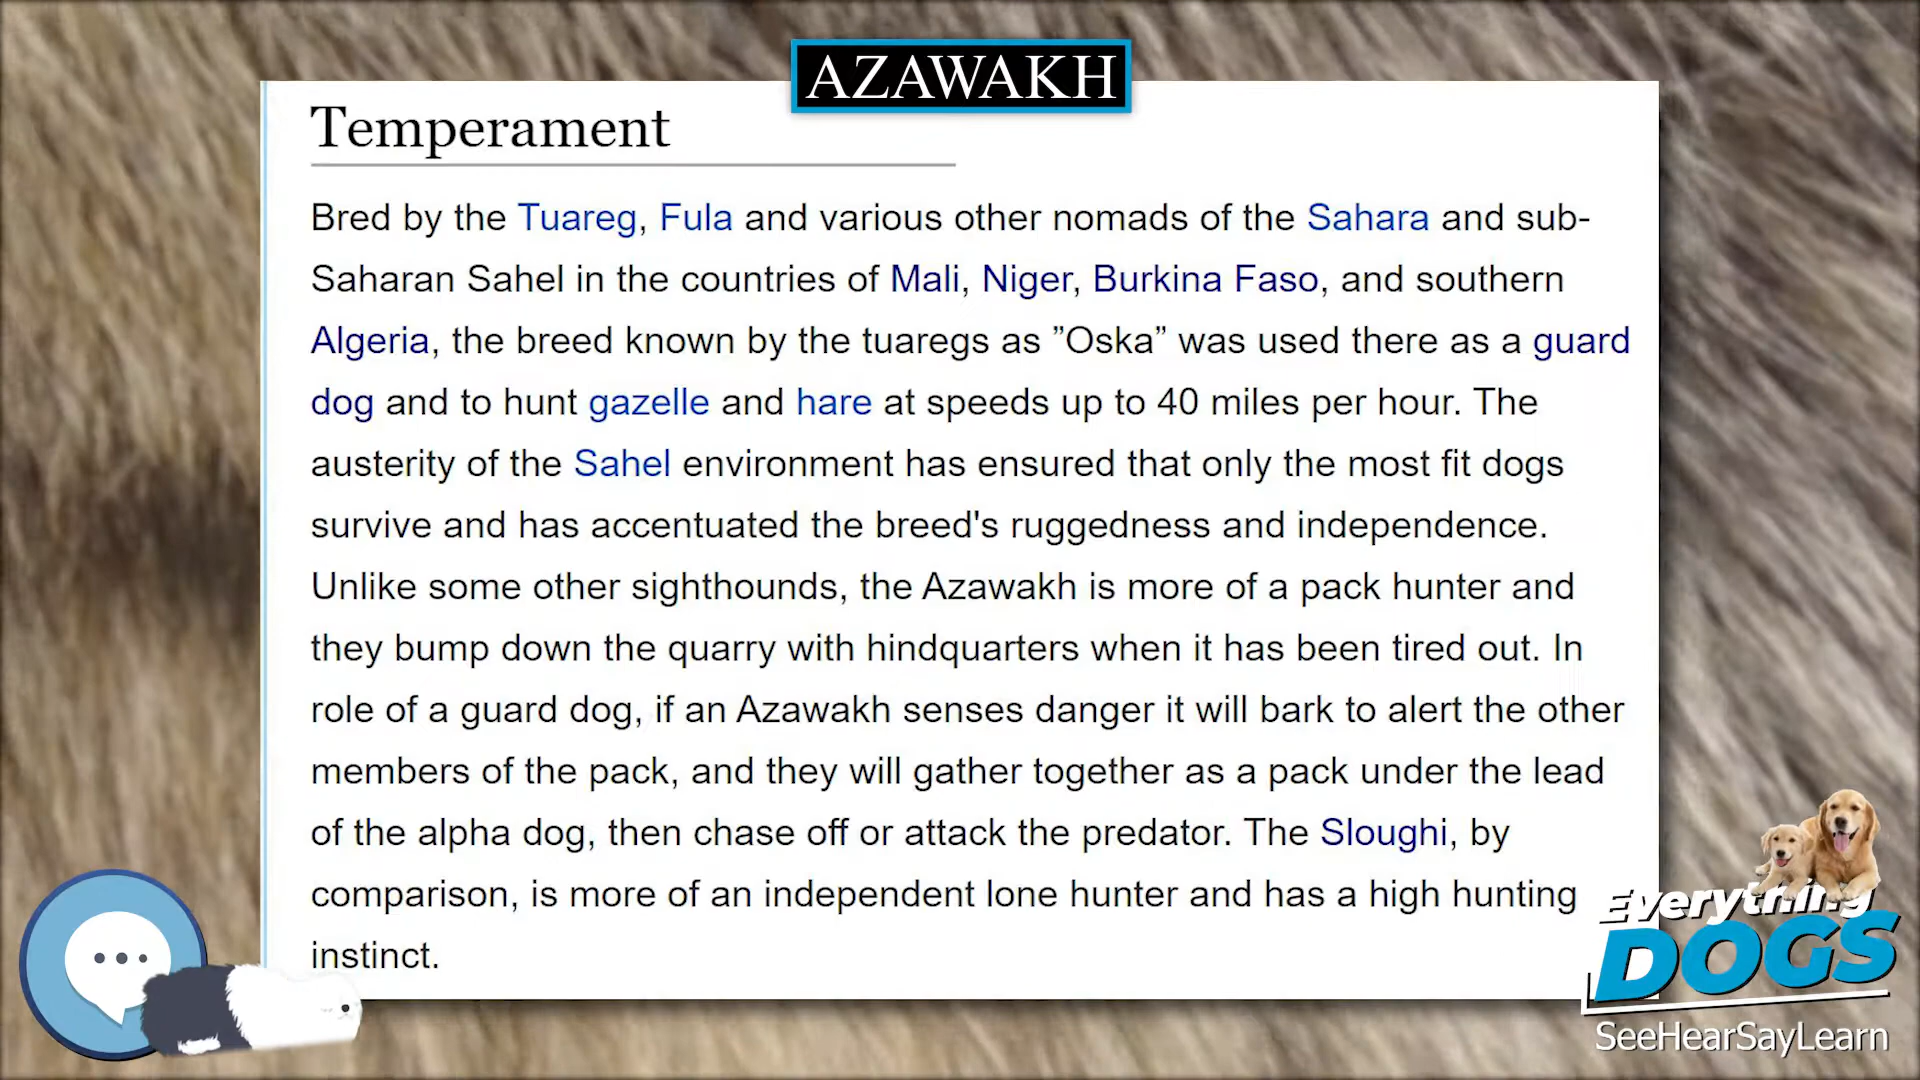 AZAWAKH
Temperament
Bred by the Tuareg, Fula and various other nomads of the Sahara and sub-
Saharan Sahel in the countries of Mali, Niger, Burkina Faso, and southern
Algeria, the breed known by the tuaregs as ”Oska” was used there as a guard
dog and to hunt gazelle and hare at speeds up to 40 miles per hour. The
austerity of the Sahel environment has ensured that only the most fit dogs
survive and has accentuated the breed's ruggedness and independence.
Unlike some other sighthounds, the Azawakh is more of a pack hunter and
they bump down the quarry with hindquarters when it has been tired out. In
role of a guard dog, if an Azawakh senses danger it will bark to alert the other
members of the pack, and they will gather together as a pack under the lead
of the alpha dog, then chase off or attack the predator. The Sloughi, by
comparison, is more of an independent lone hunter and has a high hunting
instinct.
Everything
DOGS
SeeHearSayLearn